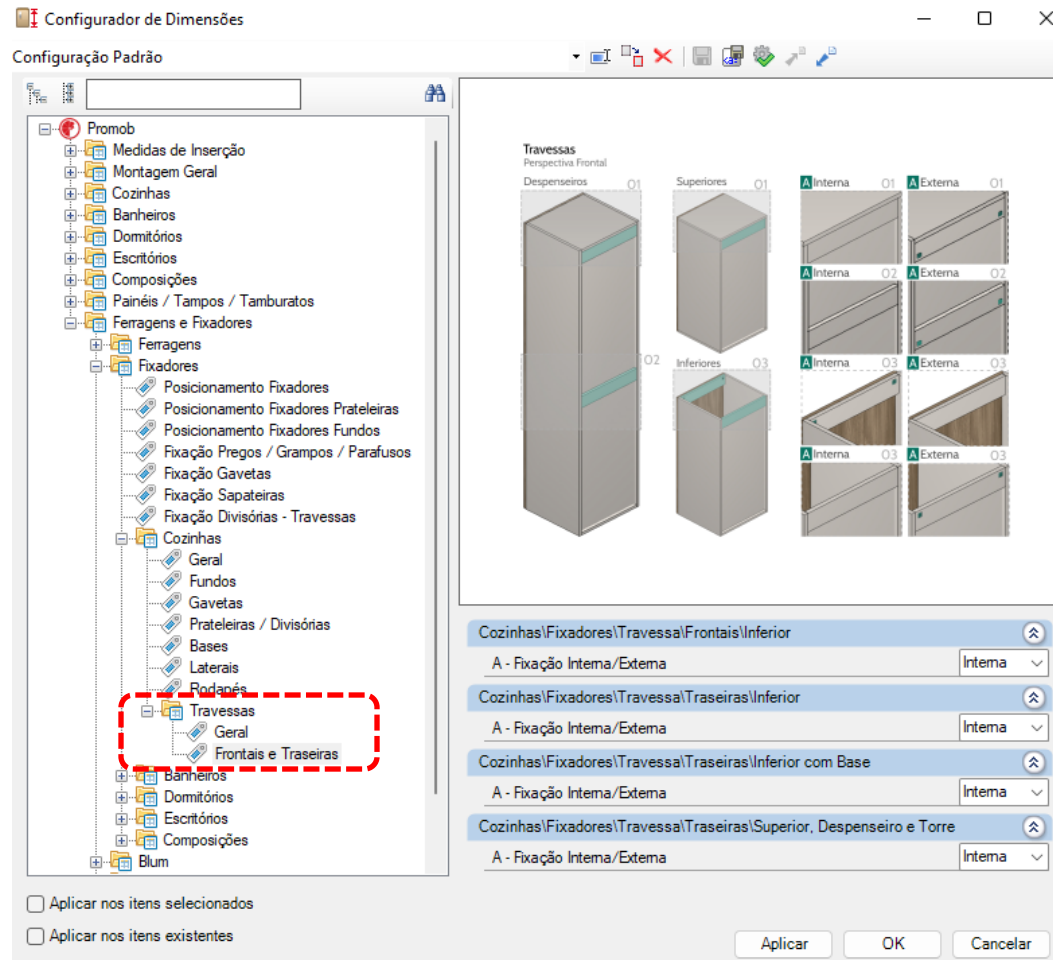 Configurador de Dimensões
Configuração Padrão
Promob
Medidas de Inserção
Montagem Geral
Cozinhas
Banheiros
Dormitórios
Escritórios
Composições
Painéis / Tampos / Tamburatos
Ferragens e Fixadores
Ferragens
Fixadores
Posicionamento Fixadores
Posicionamento Fixadores Prateleiras
Posicionamento Fixadores Fundos
Fixação Pregos / Grampos / Parafusos
Fixação Gavetas
Fixação Sapateiras
Fixação Divisórias - Travessas
Cozinhas
Geral
Fundos
Gavetas
Prateleiras / Divisórias
Bases
Laterais
Rodapés
Travessas
Geral
Frontais e Traseiras
Banheiros
Dormitórios
Escritórios
Composições
Blum
Travessas
Perspectiva Frontal
Despenseiros 01 Superiores 01 A Interna 01 A Externa 01
A Interna 02 A Externa 02
02 Inferiores 03 A Interna 03 A Externa 03
A Interna 03 A Externa 03
Cozinhas\Fixadores\Travessa\Frontais\Inferior
A - Fixação Interna/Externa Interna
Cozinhas\Fixadores\Travessa\Traseiras\Inferior
A - Fixação Interna/Externa Interna
Cozinhas\Fixadores\Travessa\Traseiras\Inferior com Base
A - Fixação Interna/Externa Interna
Cozinhas\Fixadores\Travessa\Traseiras\Superior, Despenseiro e Torre
A - Fixação Interna/Externa Interna
Aplicar nos itens selecionados
Aplicar nos itens existentes
Aplicar OK Cancelar